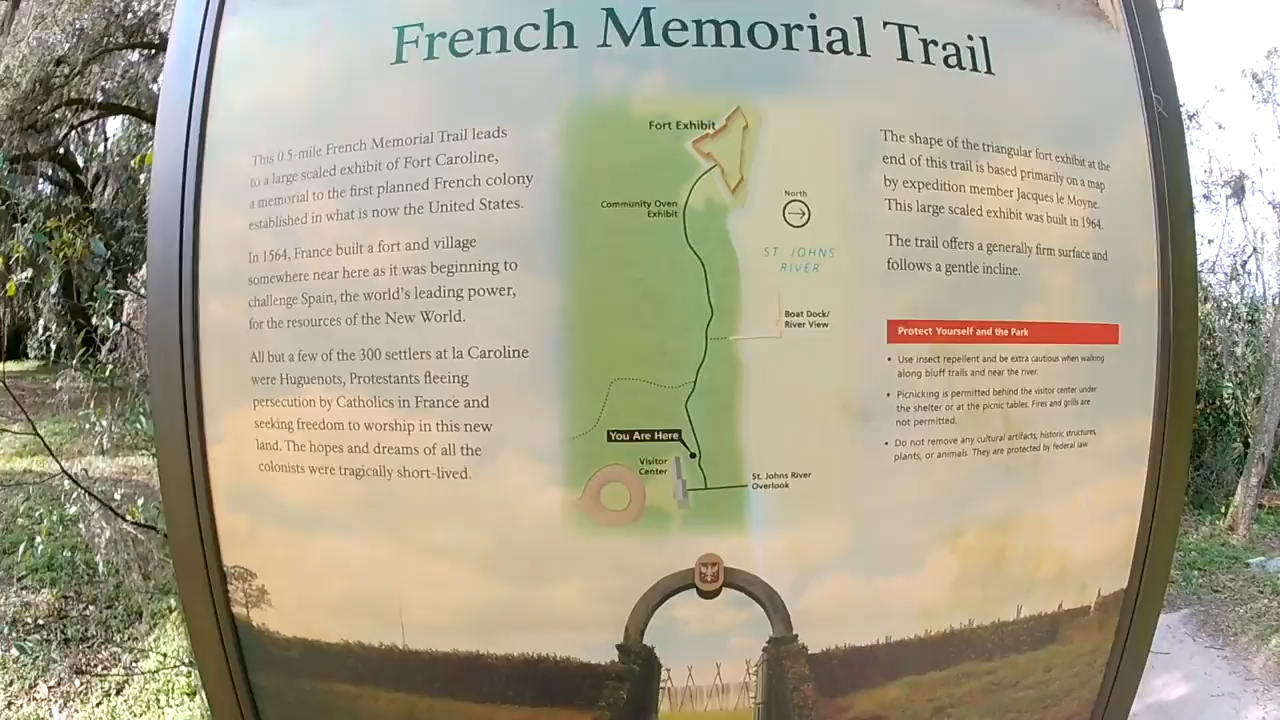 French Memorial Trail
This 0.5-mile French Memorial Trail leads
to a large scaled exhibit of Fort Caroline,
a memorial to the first planned French colony
established in what is now the United States.
In 1564, France built a fort and village
somewhere near here as it was beginning to
challenge Spain, the world's leading power,
for the resources of the New World.
All but a few of the 300 settlers at la Caroline
were Huguenots, Protestants fleeing
persecution by Catholics in France and
seeking freedom to worship in this new
land. The hopes and dreams of all the
colonists were tragically short-lived.
Fort Exhibit
Community Oven
Exhibit
North
ST JOHNS
RIVER
Boat Dock/
River View
You Are Here
Visitor
Center
St. Johns River
Overlook
The shape of the triangular fort exhibit at the
end of this trail is based primarily on a map
by expedition member Jacques le Moyne.
This large scaled exhibit was built in 1964.
The trail offers a generally firm surface and
follows a gentle incline.
Protect Yourself and the Park
• Use insect repellent and be extra cautious when walking
along bluff trails and near the river.
• Picnicking is permitted behind the visitor center under
the shelter or at the picnic tables. Fires and grills are
not permitted.
• Do not remove any cultural artifacts, historic structures,
plants, or animals. They are protected by federal law.